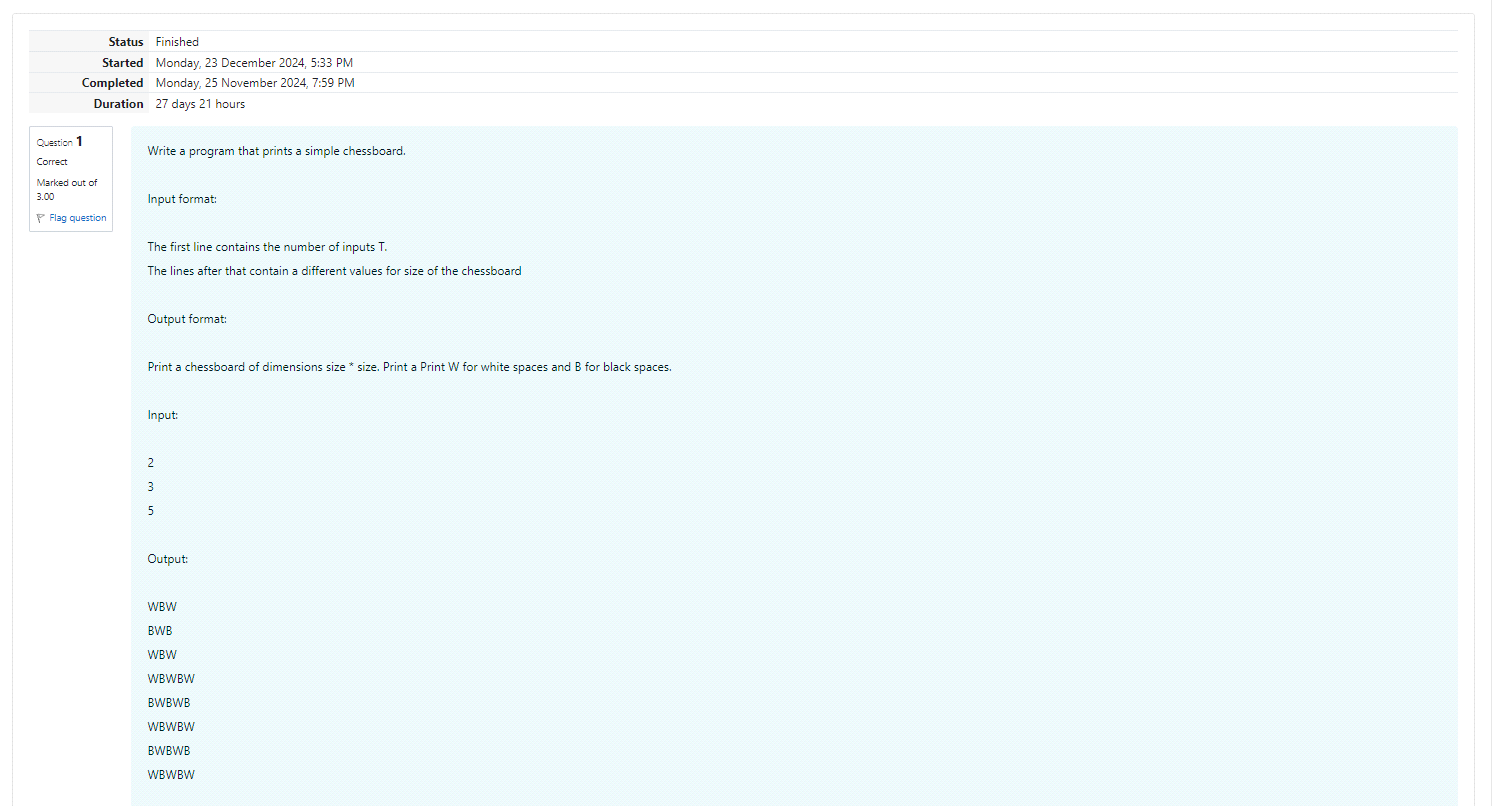 Status Finished
Started Monday, 23 December 2024, 5:33 PM
Completed Monday, 25 November 2024, 7:59 PM
Duration 27 days 21 hours
Question 1
Correct
Marked out of
3.00
Flag question
Write a program that prints a simple chessboard.
Input format:
The first line contains the number of inputs T.
The lines after that contain a different values for size of the chessboard
Output format:
Print a chessboard of dimensions size * size. Print a Print W for white spaces and B for black spaces.
Input:
2
3
5
Output:
WBW
BWB
WBW
WBWBW
BWBWB
WBWBW
BWBWB
WBWBW